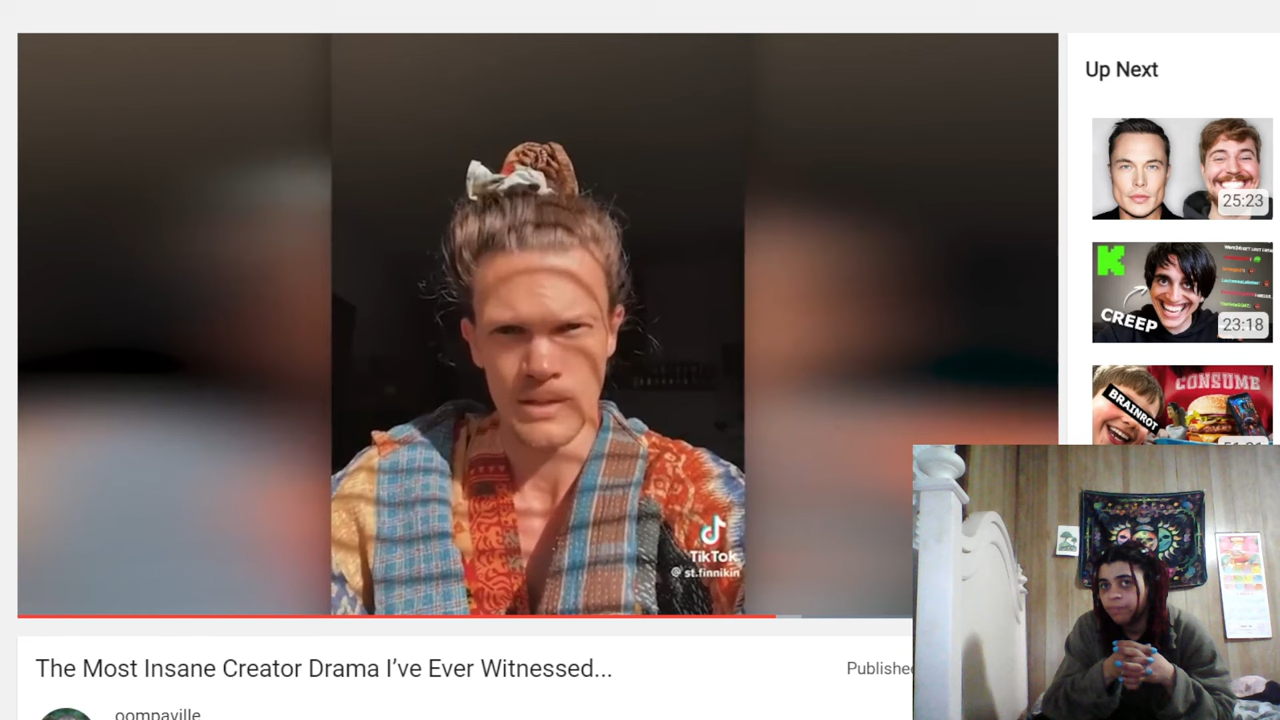 Up Next
25:23
K
CREEP
23:18
CONSUME
BRAINROT
TikTok
@ st.finnikin
The Most Insane Creator Drama I’ve Ever Witnessed...
Published
oompaville